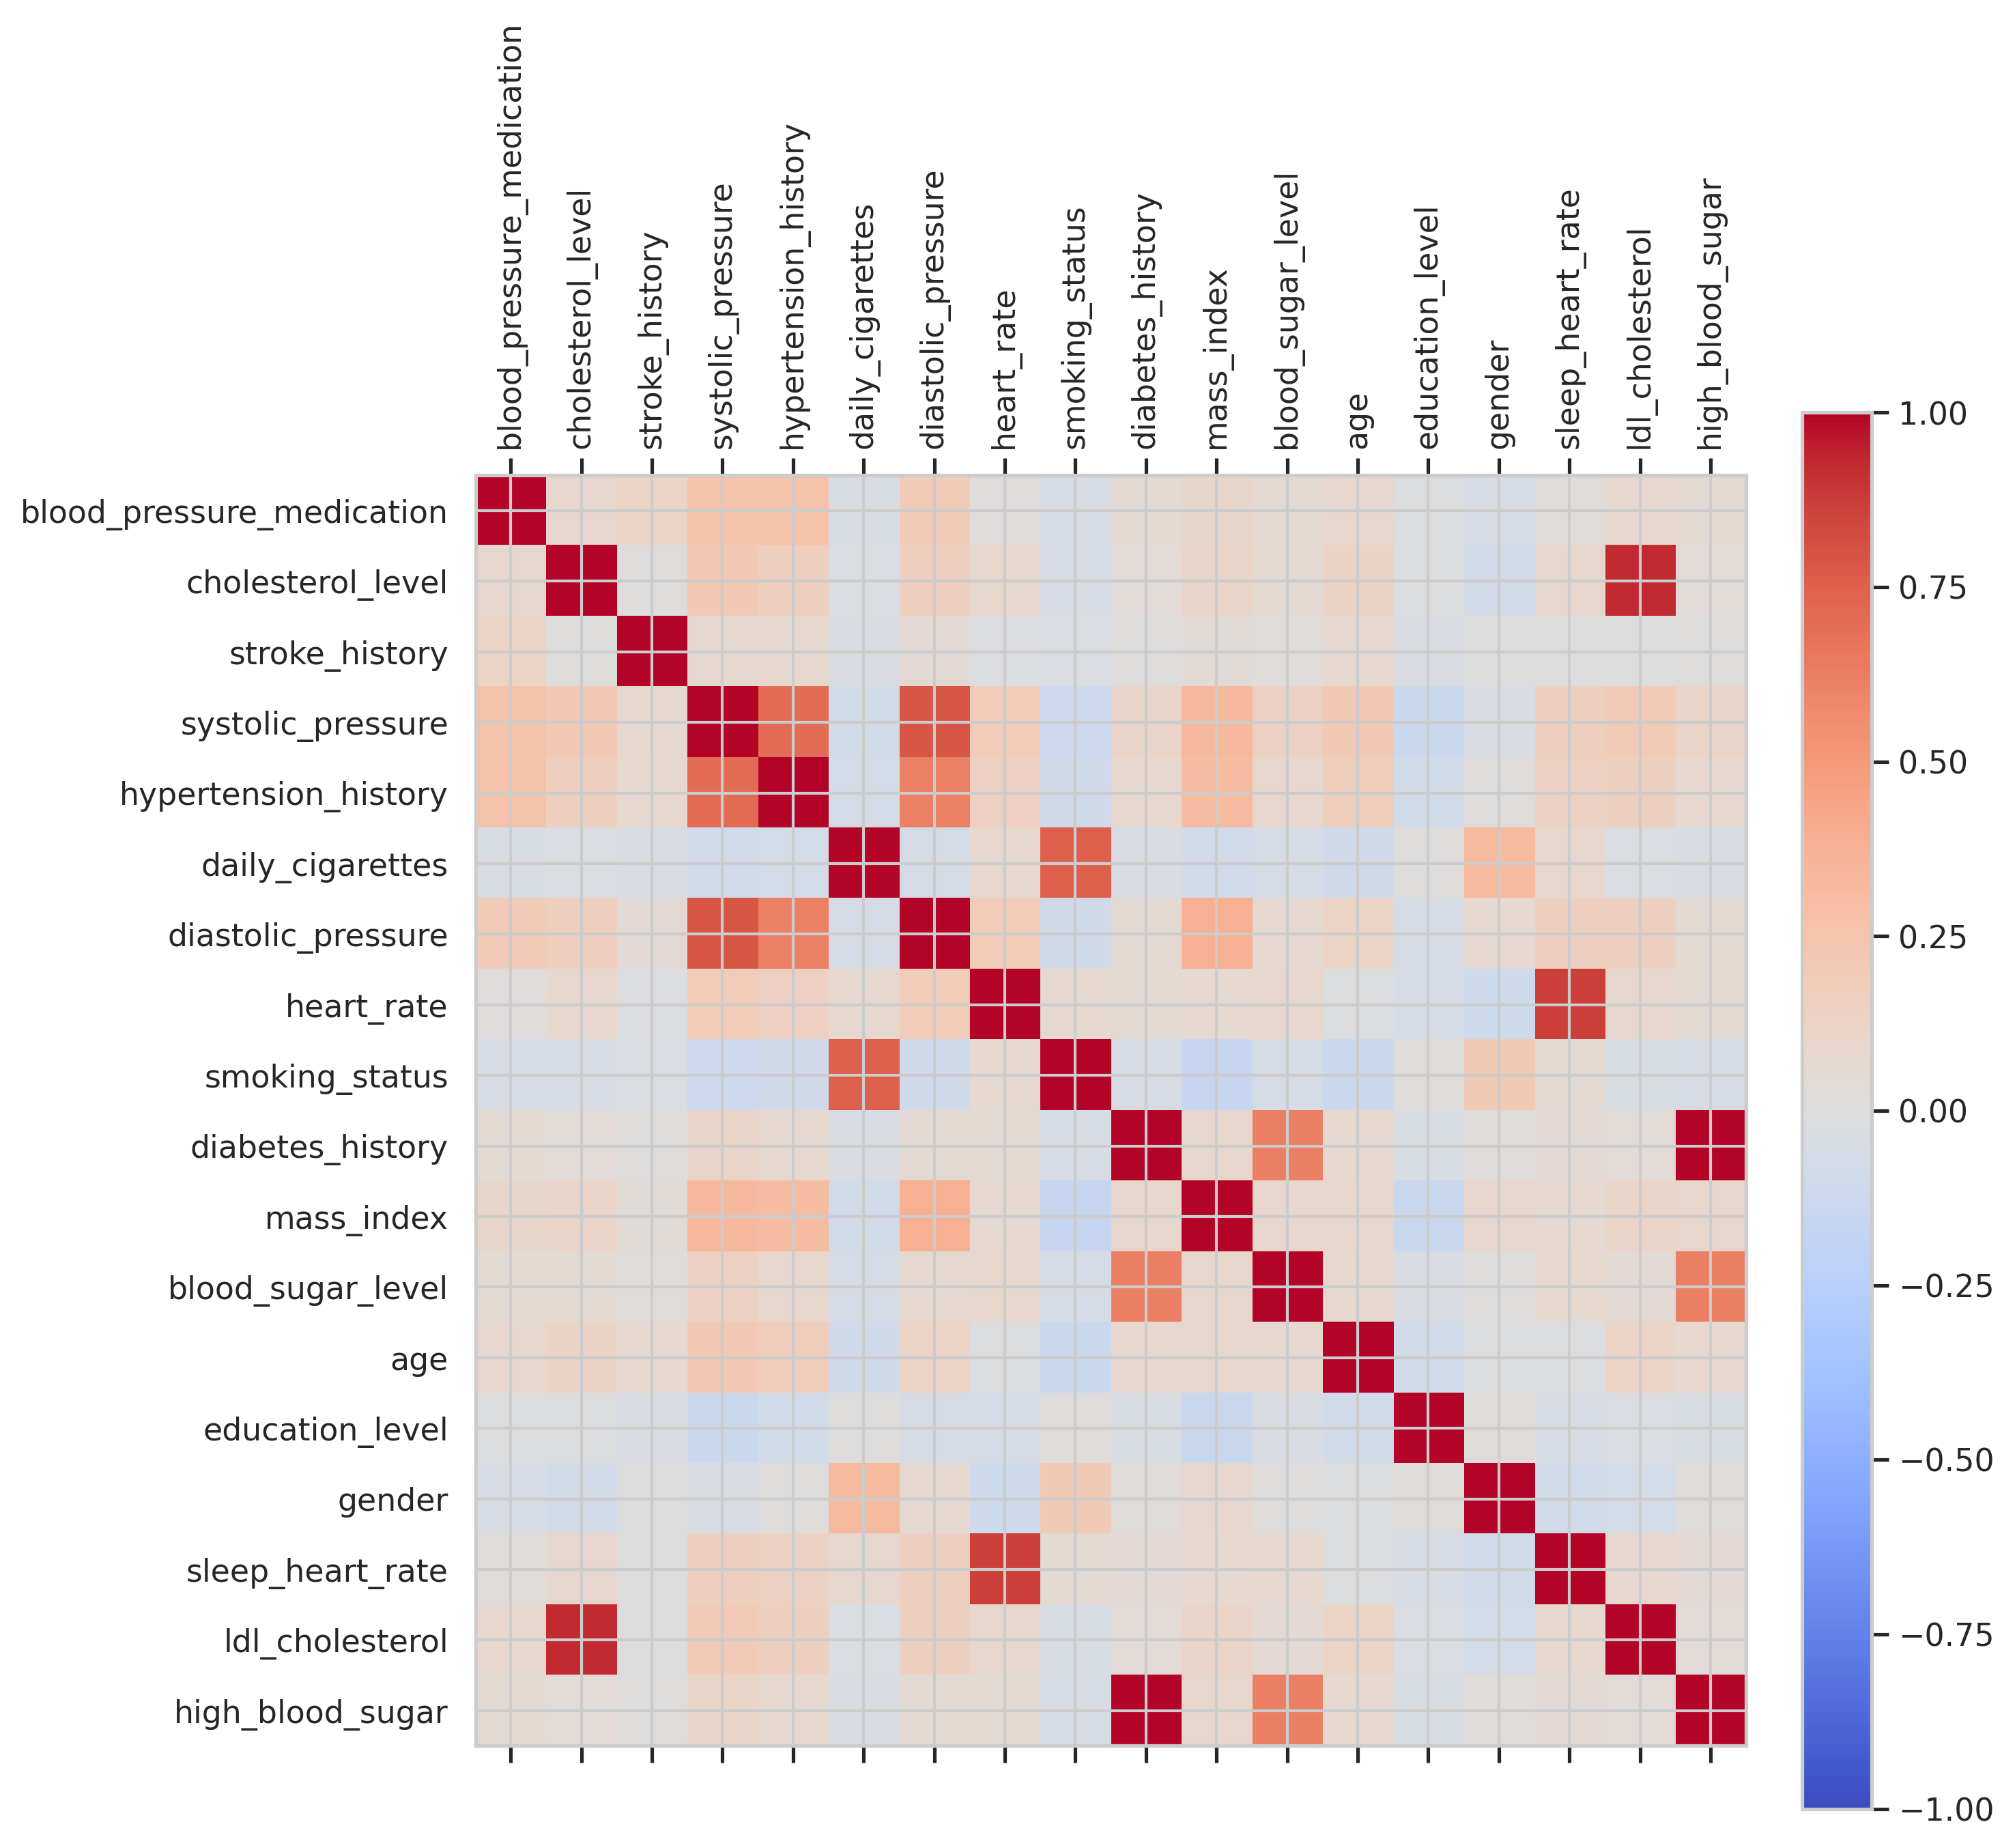 blood_pressure_medication
cholesterol_level
stroke_history
systolic_pressure
hypertension_history
daily_cigarettes
diastolic_pressure
heart_rate
smoking_status
diabetes_history
mass_index
blood_sugar_level
age
education_level
gender
sleep_heart_rate
ldl_cholesterol
high_blood_sugar
blood_pressure_medication
cholesterol_level
stroke_history
systolic_pressure
hypertension_history
daily_cigarettes
diastolic_pressure
heart_rate
smoking_status
diabetes_history
mass_index
blood_sugar_level
age
education_level
gender
sleep_heart_rate
ldl_cholesterol
high_blood_sugar
1.00
0.75
0.50
0.25
0.00
−0.25
−0.50
−0.75
−1.00